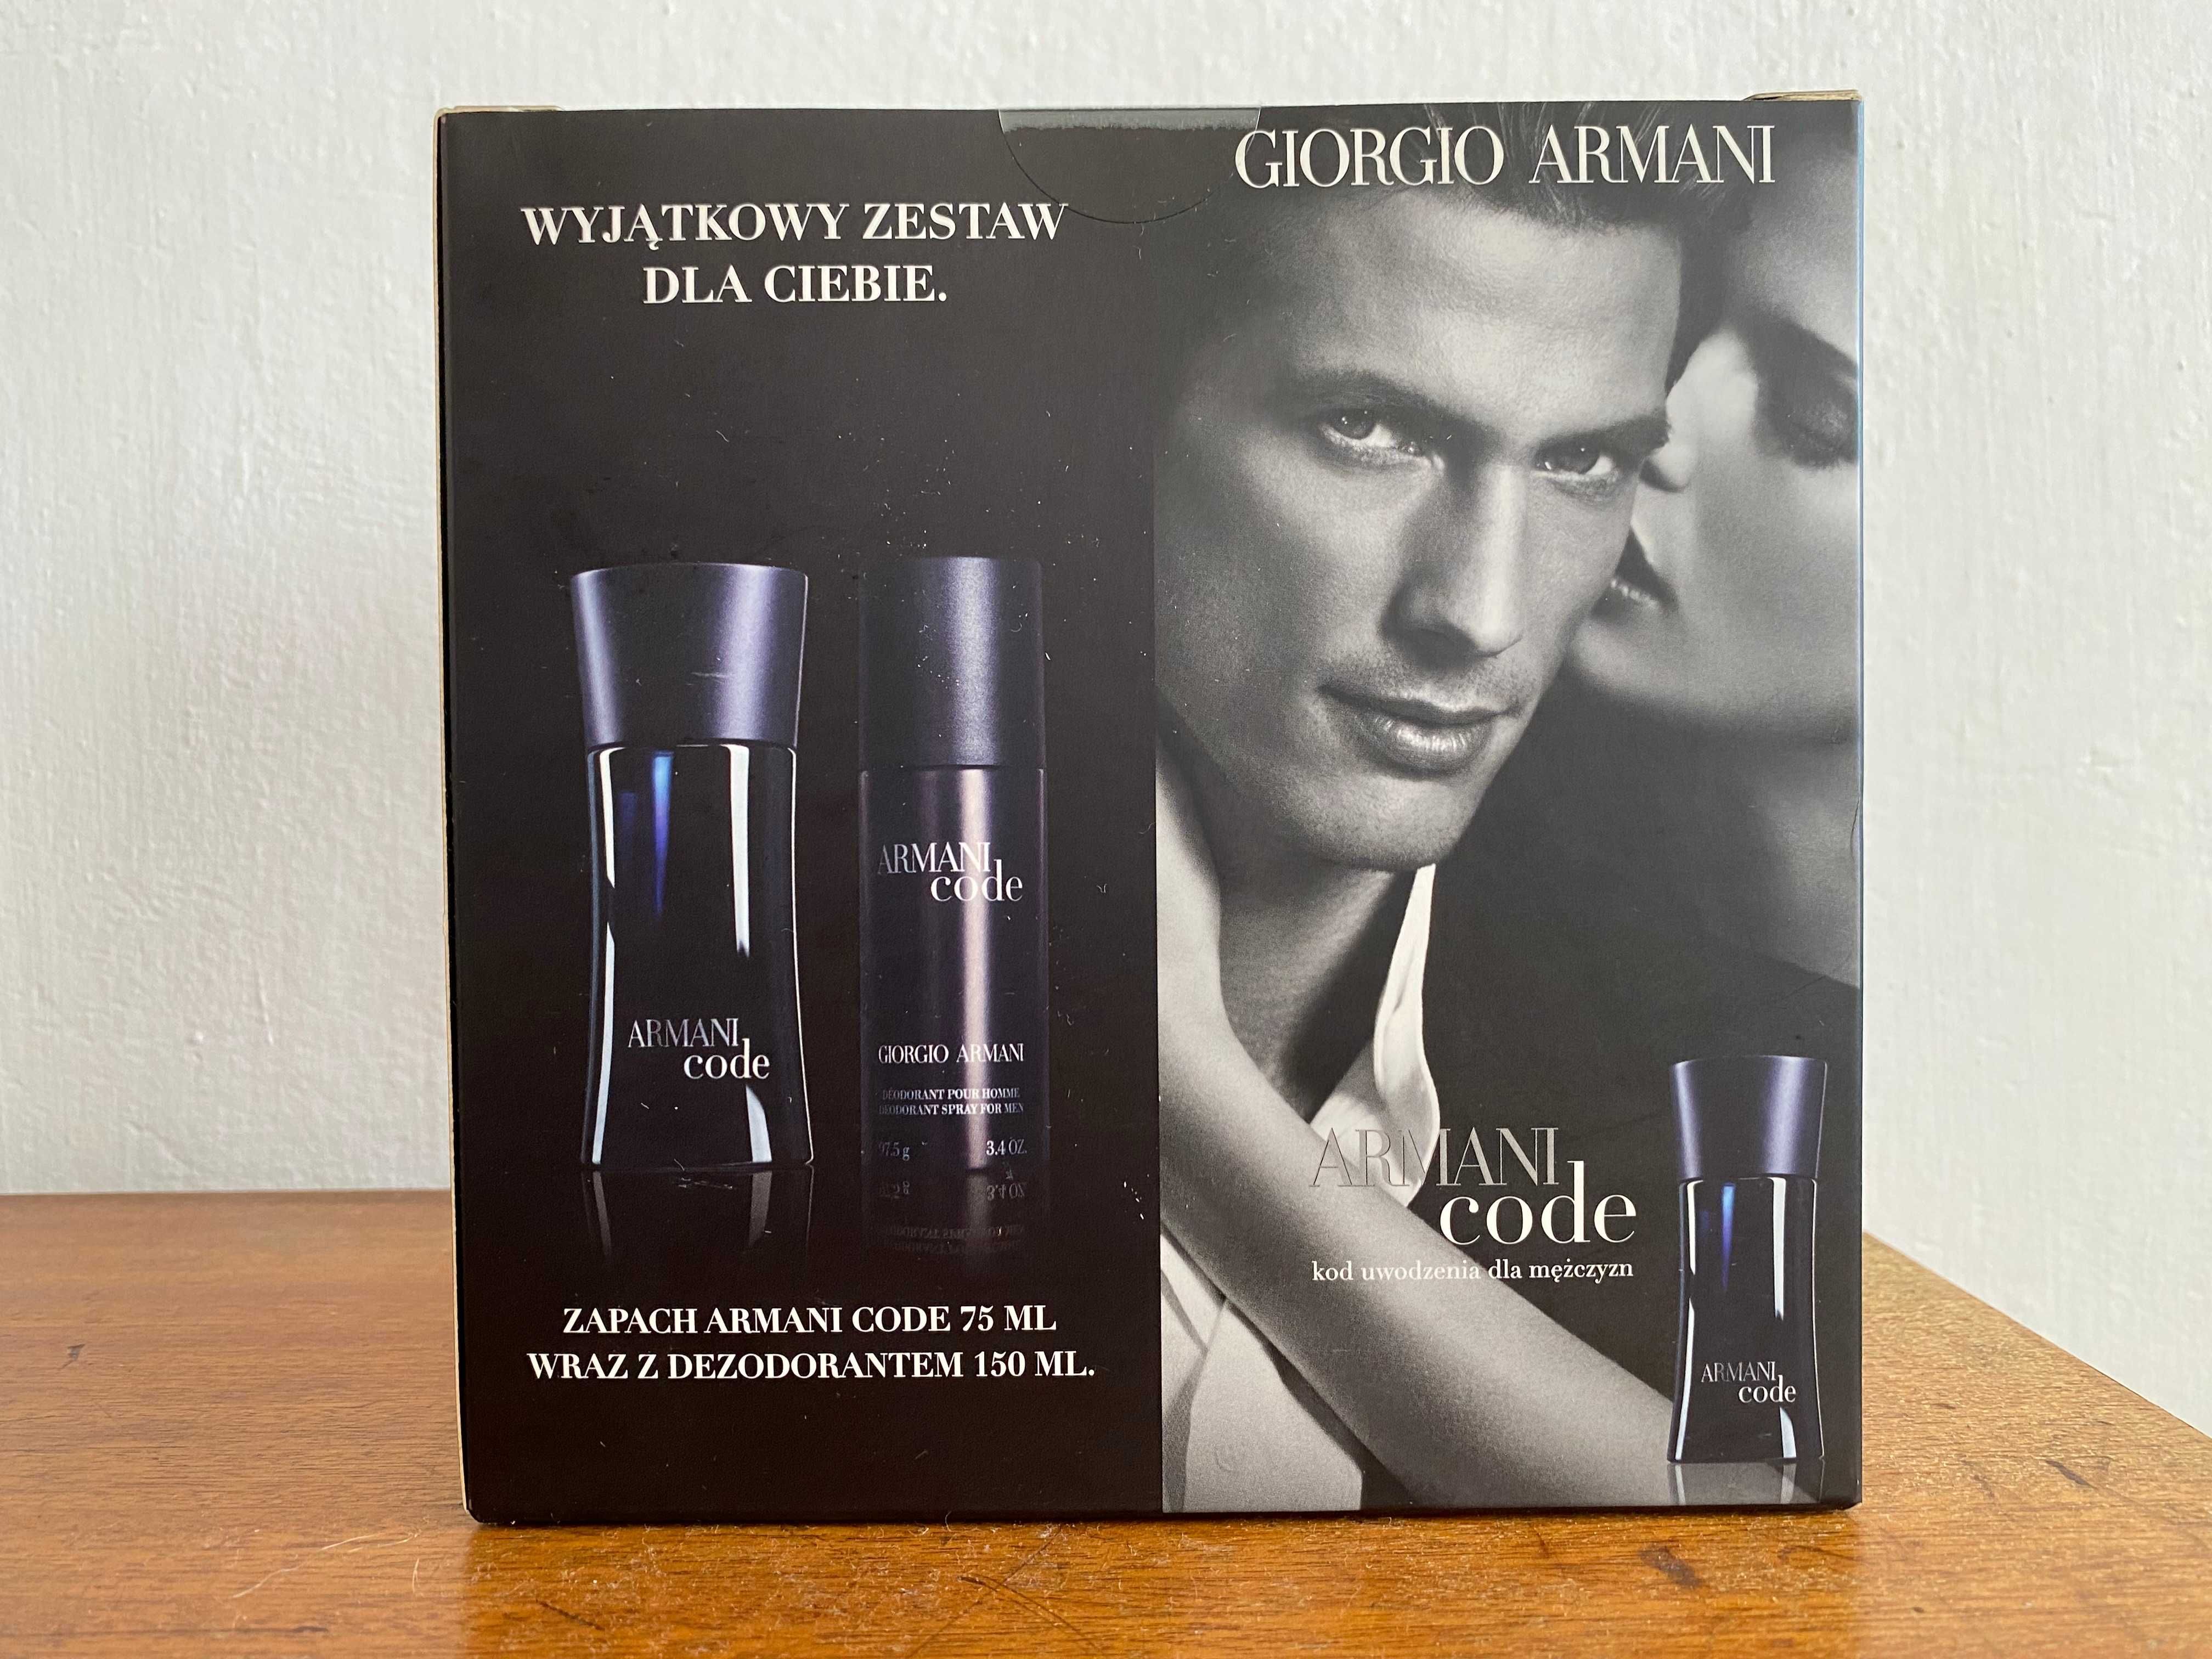 GIORGIO ARMANI
WYJĄTKOWY ZESTAW
DLA CIEBIE.
ARMANI
code
ARMANI
code
GIORGIO ARMANI
DÉODORANT POUR HOMME
DEODORANT SPRAY FOR MEN
97.5 g 3.4 OZ.
ZAPACH ARMANI CODE 75 ML
WRAZ Z DEZODORANTEM 150 ML.
ARMANI
code
kod uwodzenia dla mężczyzn
ARMANI
code